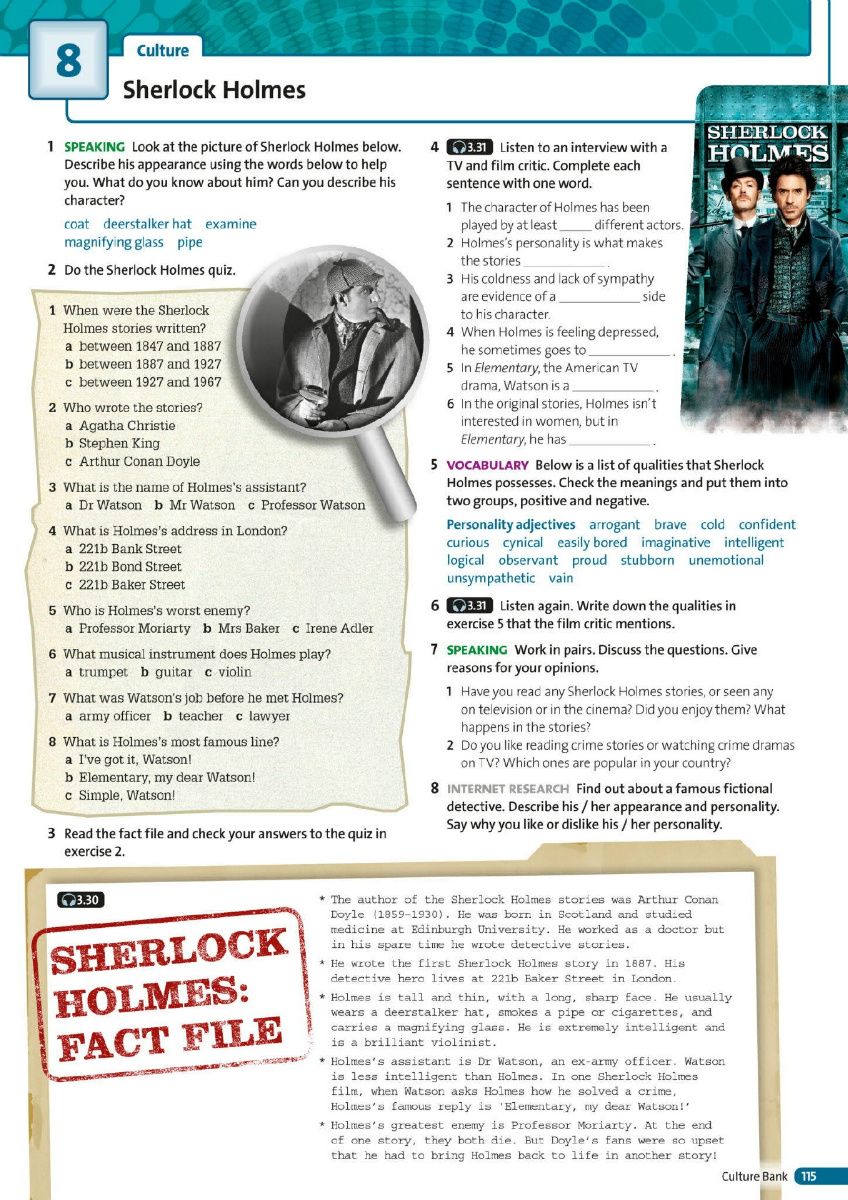 8
Culture
Sherlock Holmes
1 SPEAKING Look at the picture of Sherlock Holmes below.
Describe his appearance using the words below to help
you. What do you know about him? Can you describe his
character?
coat deerstalker hat examine
magnifying glass pipe
2 Do the Sherlock Holmes quiz.
1 When were the Sherlock
Holmes stories written?
a between 1847 and 1887
b between 1887 and 1927
c between 1927 and 1967
2 Who wrote the stories?
a Agatha Christie
b Stephen King
c Arthur Conan Doyle
3 What is the name of Holmes's assistant?
a Dr Watson b Mr Watson c Professor Watson
4 What is Holmes's address in London?
a 221b Bank Street
b 221b Bond Street
c 221b Baker Street
5 Who is Holmes's worst enemy?
a Professor Moriarty b Mrs Baker c Irene Adler
6 What musical instrument does Holmes play?
a trumpet b guitar c violin
7 What was Watson's job before he met Holmes?
a army officer b teacher c lawyer
8 What is Holmes's most famous line?
a I've got it, Watson!
b Elementary, my dear Watson!
c Simple, Watson!
3 Read the fact file and check your answers to the quiz in
exercise 2.
4 3.31 Listen to an interview with a
TV and film critic. Complete each
sentence with one word.
1 The character of Holmes has been
played by at least _____ different actors.
2 Holmes's personality is what makes
the stories ____________ .
3 His coldness and lack of sympathy
are evidence of a ____________ side
to his character.
4 When Holmes is feeling depressed,
he sometimes goes to ____________ .
5 In Elementary, the American TV
drama, Watson is a ____________ .
6 In the original stories, Holmes isn't
interested in women, but in
Elementary, he has ____________ .
SHERLOCK
HOLMES
5 VOCABULARY Below is a list of qualities that Sherlock
Holmes possesses. Check the meanings and put them into
two groups, positive and negative.
Personality adjectives arrogant brave cold confident
curious cynical easily bored imaginative intelligent
logical observant proud stubborn unemotional
unsympathetic vain
6 3.31 Listen again. Write down the qualities in
exercise 5 that the film critic mentions.
7 SPEAKING Work in pairs. Discuss the questions. Give
reasons for your opinions.
1 Have you read any Sherlock Holmes stories, or seen any
on television or in the cinema? Did you enjoy them? What
happens in the stories?
2 Do you like reading crime stories or watching crime dramas
on TV? Which ones are popular in your country?
8 INTERNET RESEARCH Find out about a famous fictional
detective. Describe his / her appearance and personality.
Say why you like or dislike his / her personality.
3.30
SHERLOCK
HOLMES:
FACT FILE
* The author of the Sherlock Holmes stories was Arthur Conan
Doyle (1859–1930). He was born in Scotland and studied
medicine at Edinburgh University. He worked as a doctor but
in his spare time he wrote detective stories.
* He wrote the first Sherlock Holmes story in 1887. His
detective hero lives at 221b Baker Street in London.
* Holmes is tall and thin, with a long, sharp face. He usually
wears a deerstalker hat, smokes a pipe or cigarettes, and
carries a magnifying glass. He is extremely intelligent and
is a brilliant violinist.
* Holmes's assistant is Dr Watson, an ex-army officer. Watson
is less intelligent than Holmes. In one Sherlock Holmes
film, when Watson asks Holmes how he solved a crime,
Holmes's famous reply is 'Elementary, my dear Watson!'
* Holmes's greatest enemy is Professor Moriarty. At the end
of one story, they both die. But Doyle's fans were so upset
that he had to bring Holmes back to life in another story!
Culture Bank 115